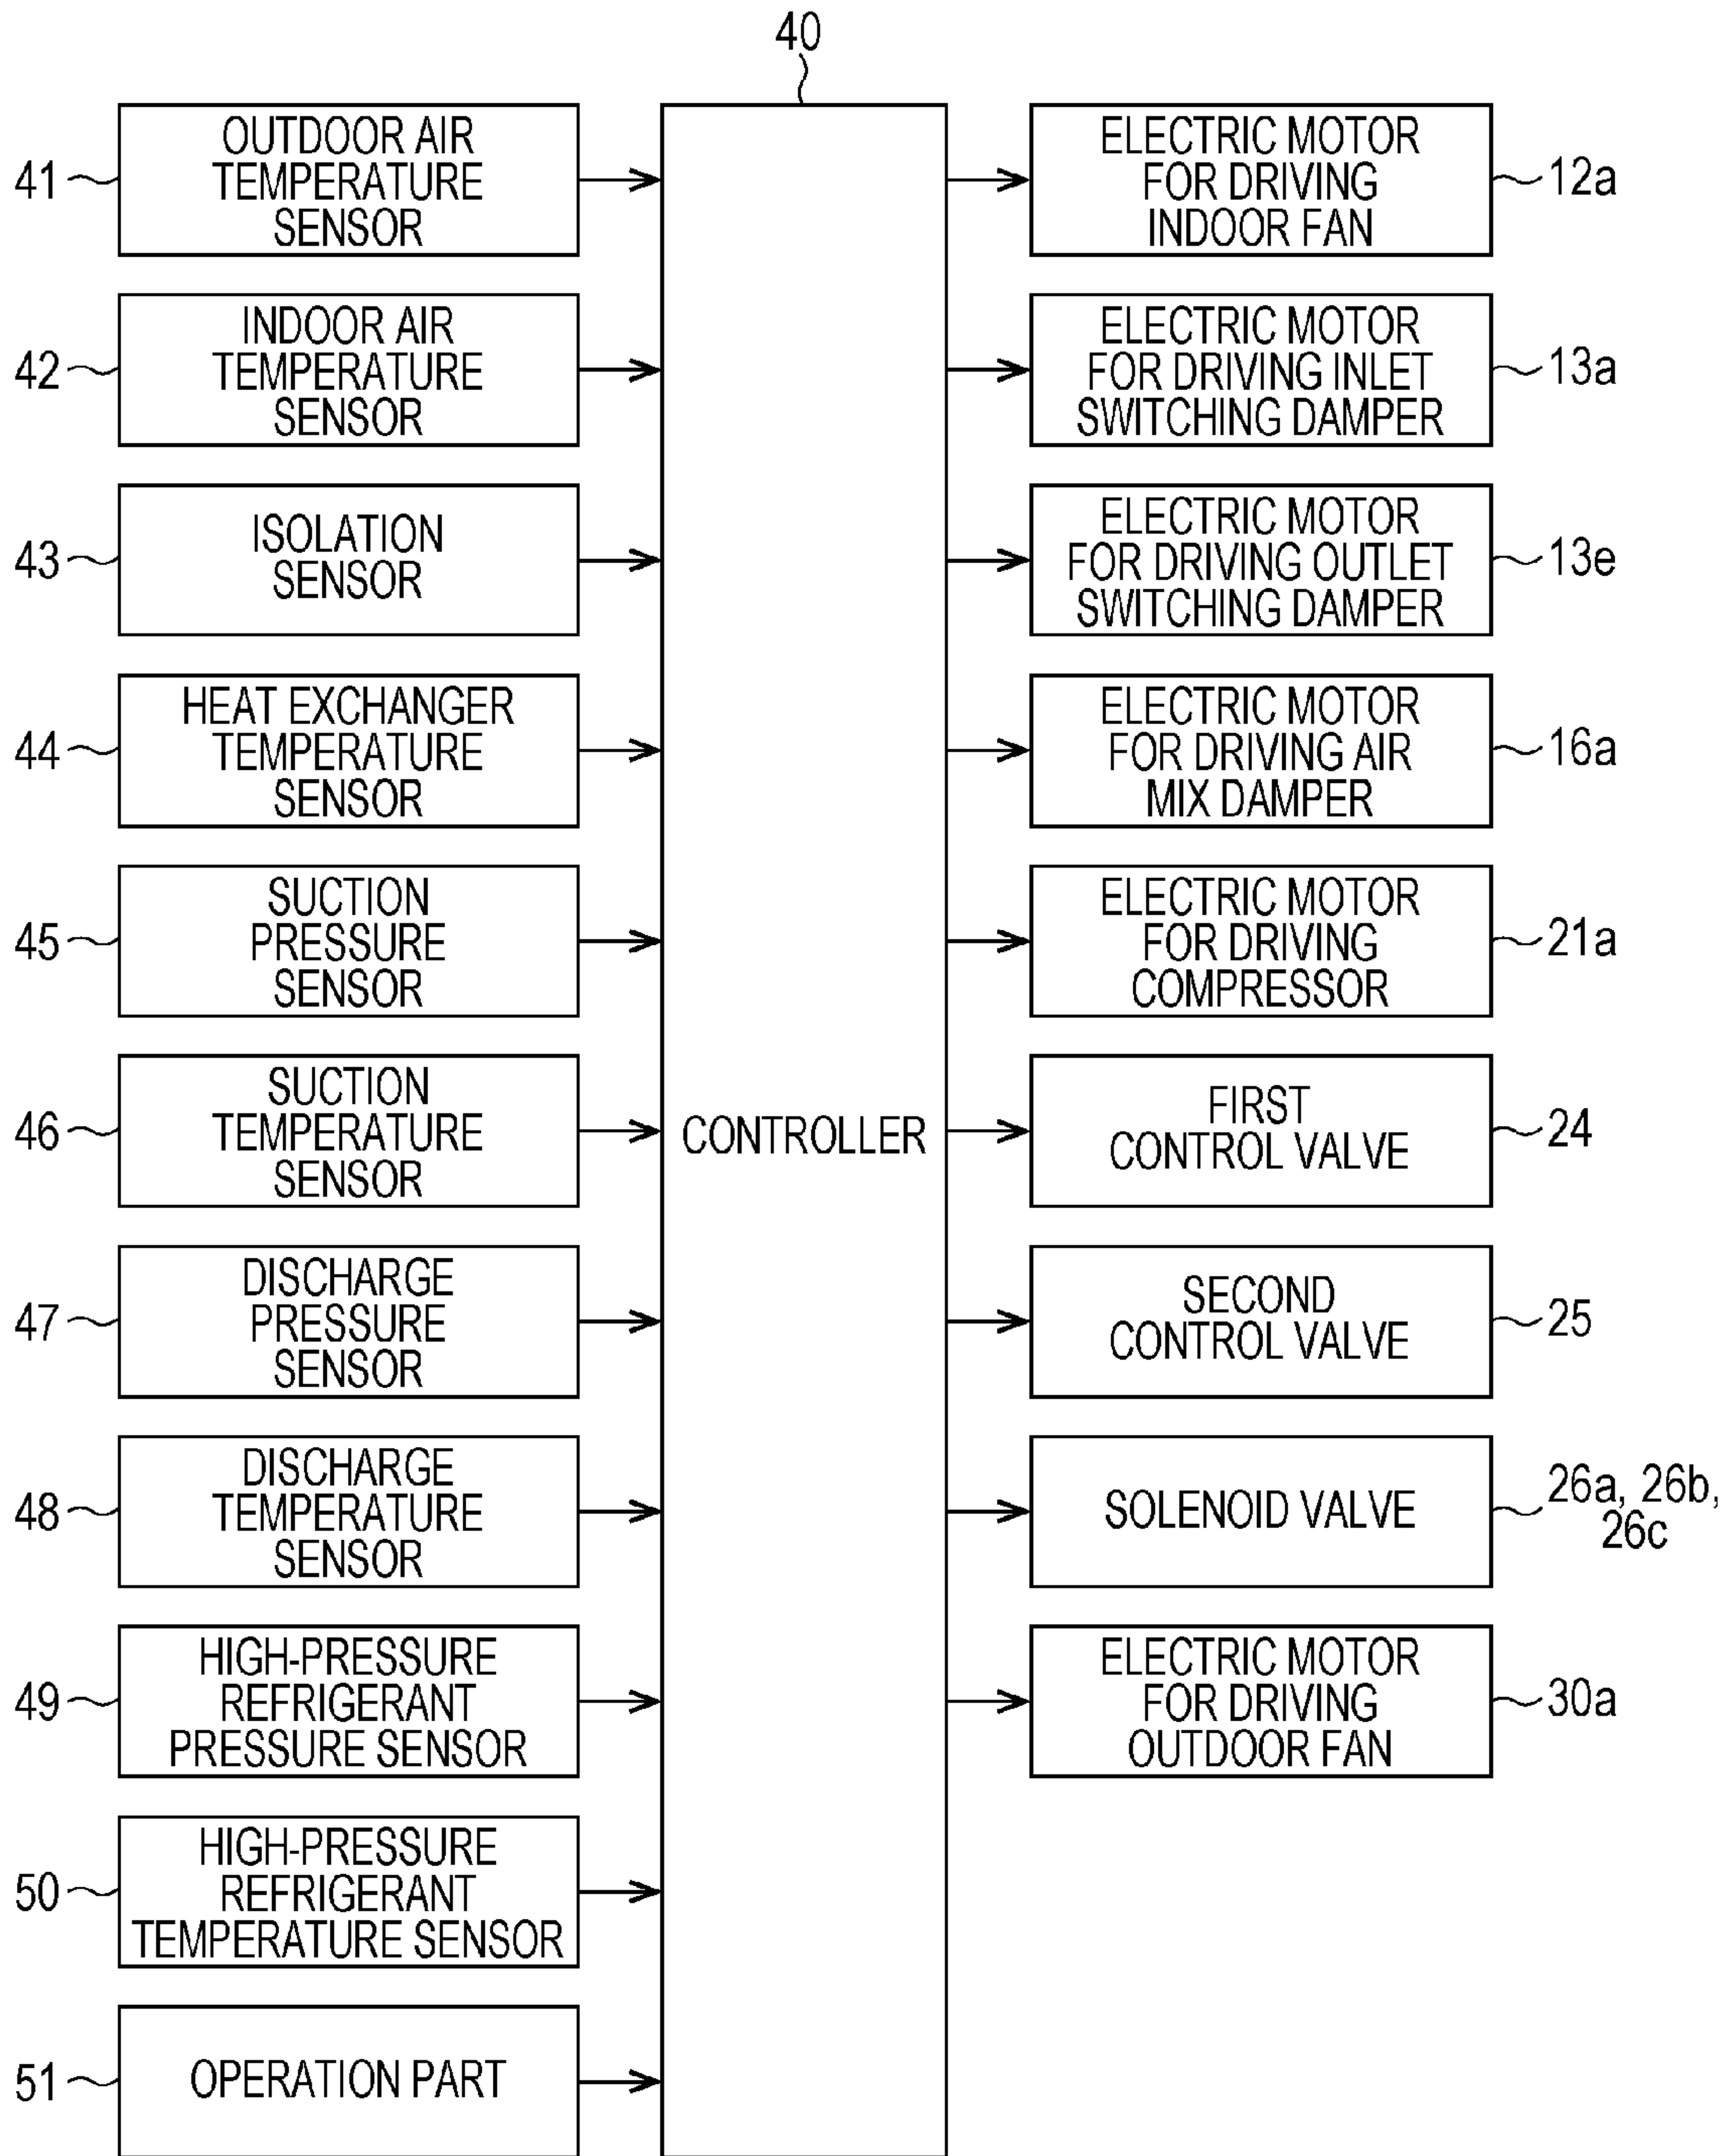 40
41
OUTDOOR AIR
TEMPERATURE
SENSOR
42
INDOOR AIR
TEMPERATURE
SENSOR
43
ISOLATION
SENSOR
44
HEAT EXCHANGER
TEMPERATURE
SENSOR
45
SUCTION
PRESSURE
SENSOR
46
SUCTION
TEMPERATURE
SENSOR
47
DISCHARGE
PRESSURE
SENSOR
48
DISCHARGE
TEMPERATURE
SENSOR
49
HIGH-PRESSURE
REFRIGERANT
PRESSURE SENSOR
50
HIGH-PRESSURE
REFRIGERANT
TEMPERATURE SENSOR
51
OPERATION PART
CONTROLLER
ELECTRIC MOTOR
FOR DRIVING
INDOOR FAN
12a
ELECTRIC MOTOR
FOR DRIVING INLET
SWITCHING DAMPER
13a
ELECTRIC MOTOR
FOR DRIVING OUTLET
SWITCHING DAMPER
13e
ELECTRIC MOTOR
FOR DRIVING AIR
MIX DAMPER
16a
ELECTRIC MOTOR
FOR DRIVING
COMPRESSOR
21a
FIRST
CONTROL VALVE
24
SECOND
CONTROL VALVE
25
SOLENOID VALVE
26a, 26b,
26c
ELECTRIC MOTOR
FOR DRIVING
OUTDOOR FAN
30a